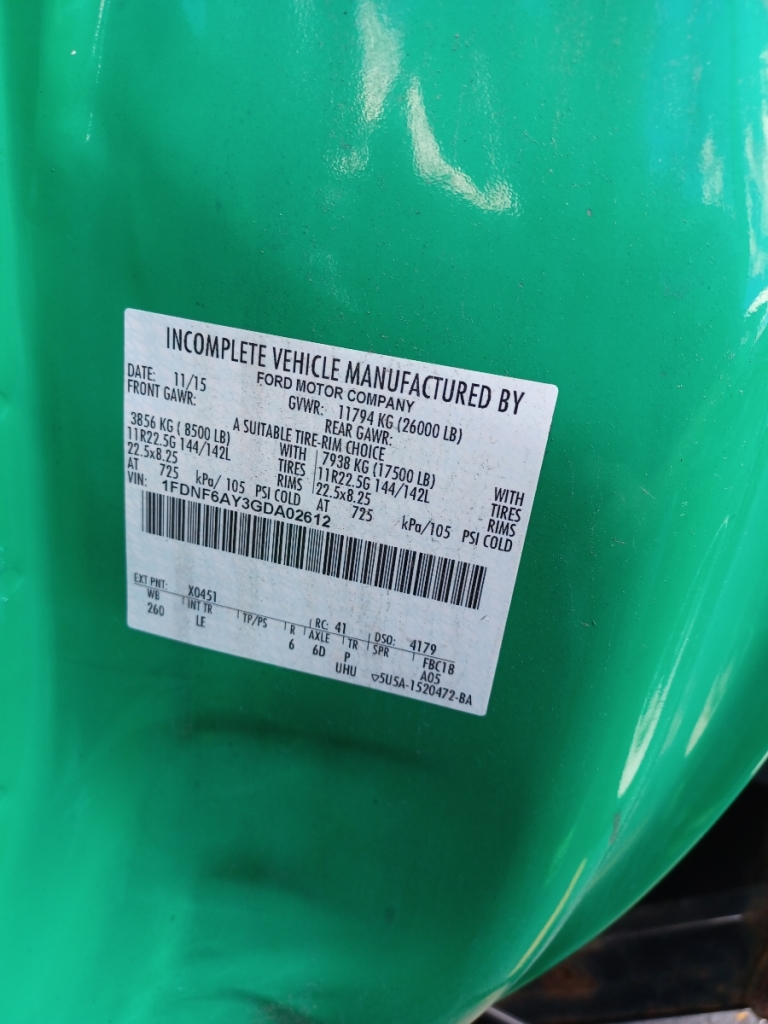 INCOMPLETE VEHICLE MANUFACTURED BY
FORD MOTOR COMPANY
DATE: 11/15 GVWR: 11794 KG (26000 LB)
FRONT GAWR: REAR GAWR:
A SUITABLE TIRE-RIM CHOICE
3856 KG ( 8500 LB) WITH 7938 KG (17500 LB) WITH
11R22.5G 144/142L TIRES 11R22.5G 144/142L TIRES
22.5x8.25 RIMS 22.5x8.25 RIMS
AT 725 kPa/ 105 PSI COLD AT 725 kPa/105 PSI COLD
VIN: 1FDNF6AY3GDA02612
EXT PNT: X0451 RC: 41 DSO: 4179
WB INT TR TP/PS R AXLE TR SPR FBC18
260 LE 6 6D P A05
UHU ▽5U5A-1520472-BA